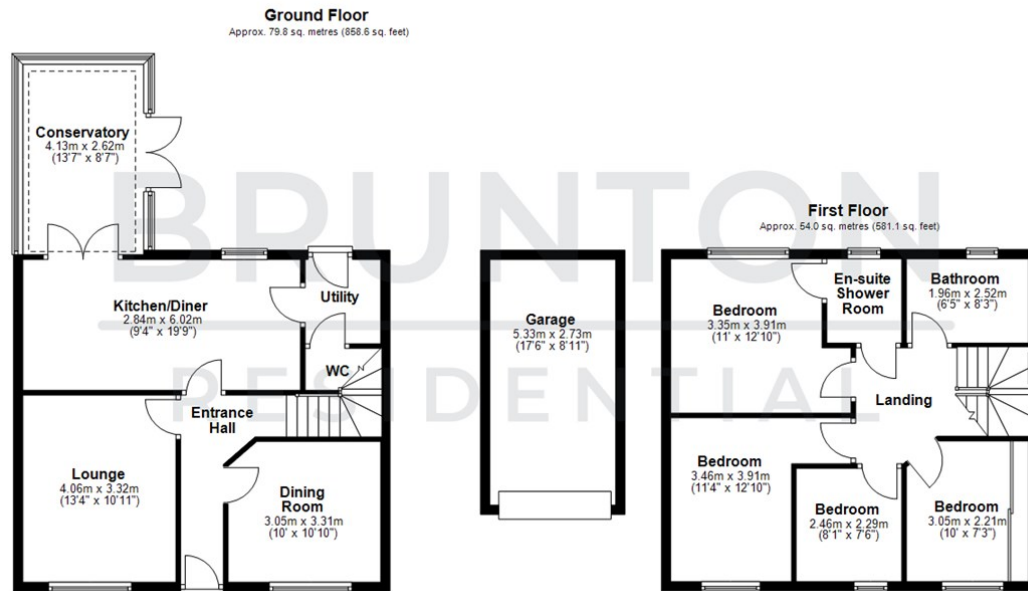 Ground Floor
Approx. 79.8 sq. metres (858.6 sq. feet)
Conservatory
4.13m x 2.62m
(13'7" x 8'7")
BRUNTON
RESIDENTIAL
Kitchen/Diner
2.84m x 6.02m
(9'4" x 19'9")
Utility
WC
Entrance
Hall
Lounge
4.06m x 3.32m
(13'4" x 10'11")
Dining
Room
3.05m x 3.31m
(10' x 10'10")
Garage
5.33m x 2.73m
(17'6" x 8'11")
First Floor
Approx. 54.0 sq. metres (581.1 sq. feet)
Bedroom
3.35m x 3.91m
(11' x 12'10")
En-suite
Shower
Room
Bathroom
1.96m x 2.52m
(6'5" x 8'3")
Landing
Bedroom
3.46m x 3.91m
(11'4" x 12'10")
Bedroom
2.46m x 2.29m
(8'1" x 7'6")
Bedroom
3.05m x 2.21m
(10' x 7'3")